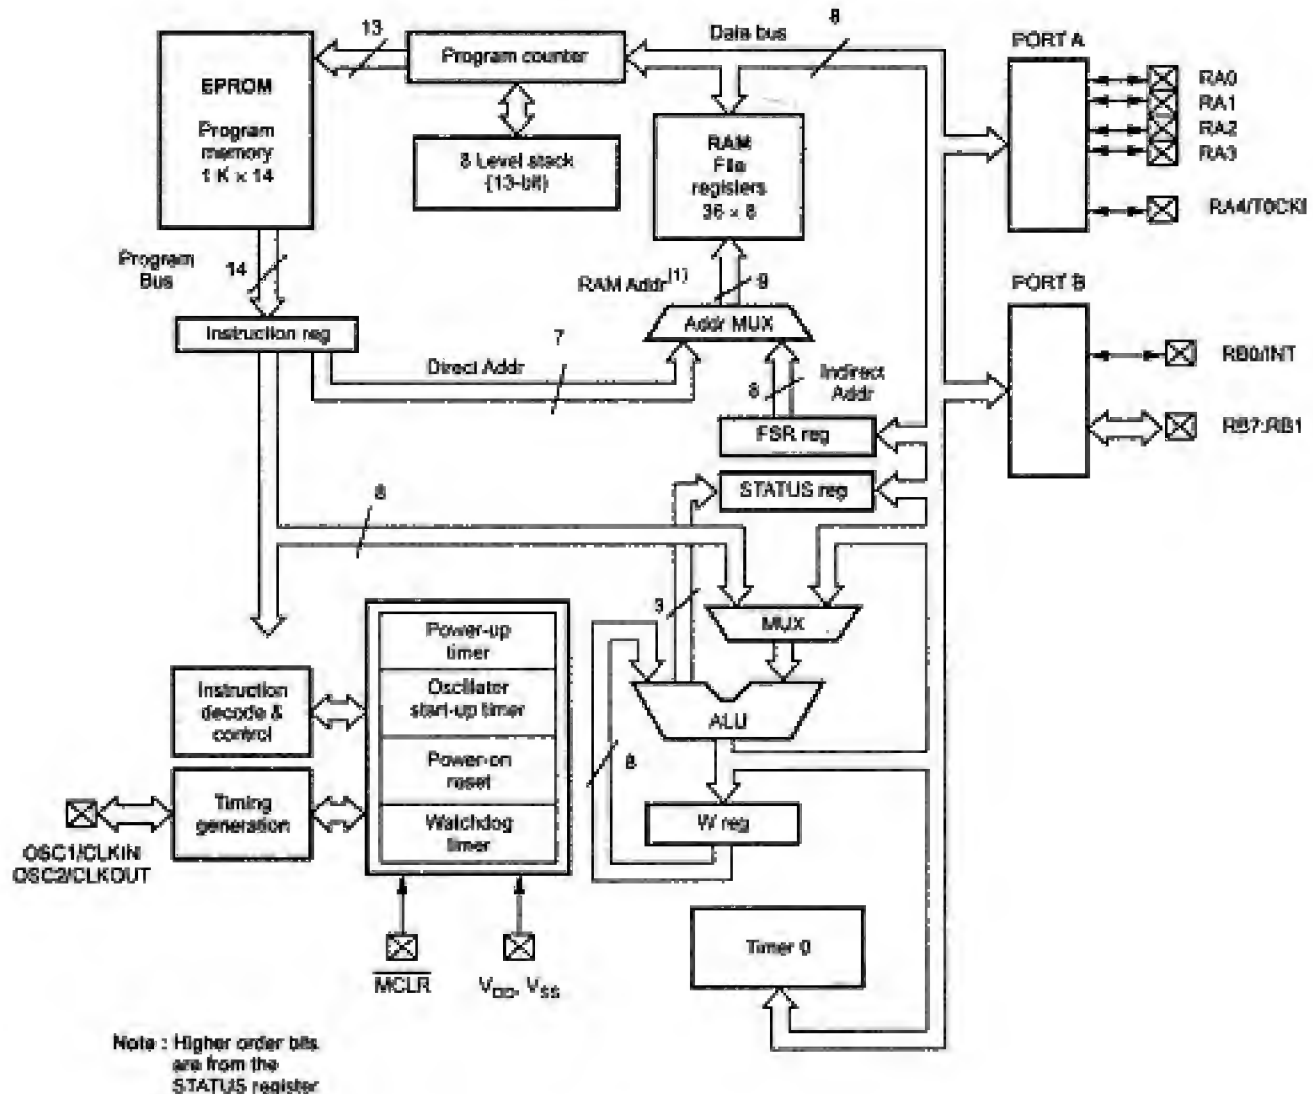 13
Program counter
Data bus
8
PORT A
EPROM
Program
memory
1 K × 14
8 Level stack
(13-bit)
RAM
File
registers
36 × 8
RA0
RA1
RA2
RA3
RA4/T0CKI
Program
Bus
14
RAM Addr(1)
9
PORT B
Instruction reg
Addr MUX
7
Direct Addr
8
Indirect
Addr
RB0/INT
FSR reg
RB7:RB1
STATUS reg
8
3
MUX
Power-up
timer
Oscillator
start-up timer
Power-on
reset
Watchdog
timer
Instruction
decode &
control
ALU
8
Timing
generation
W reg
OSC1/CLKIN
OSC2/CLKOUT
MCLR
VDD, VSS
Timer 0
Note : Higher order bits
are from the
STATUS register